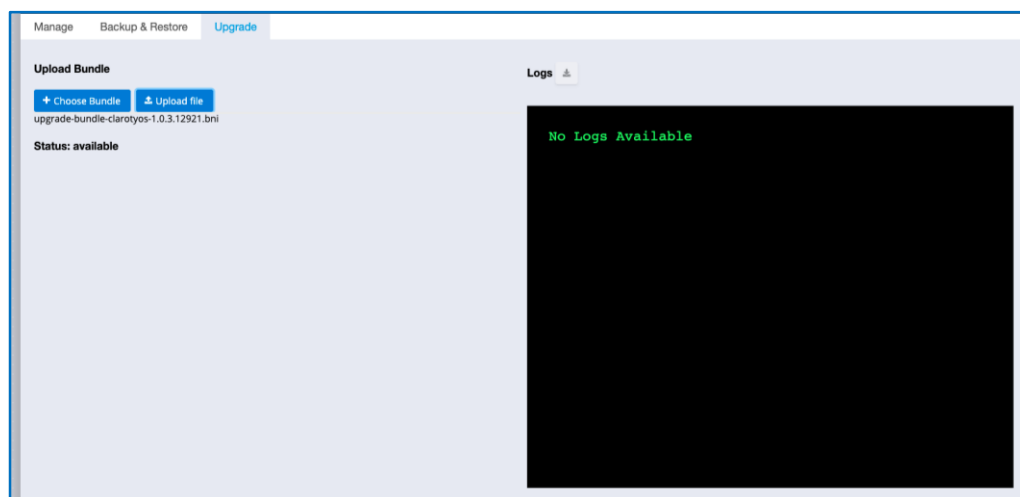 Manage Backup & Restore Upgrade
Upload Bundle
Logs
+ Choose Bundle Upload file
upgrade-bundle-clarotyos-1.0.3.12921.bni
Status: available
No Logs Available